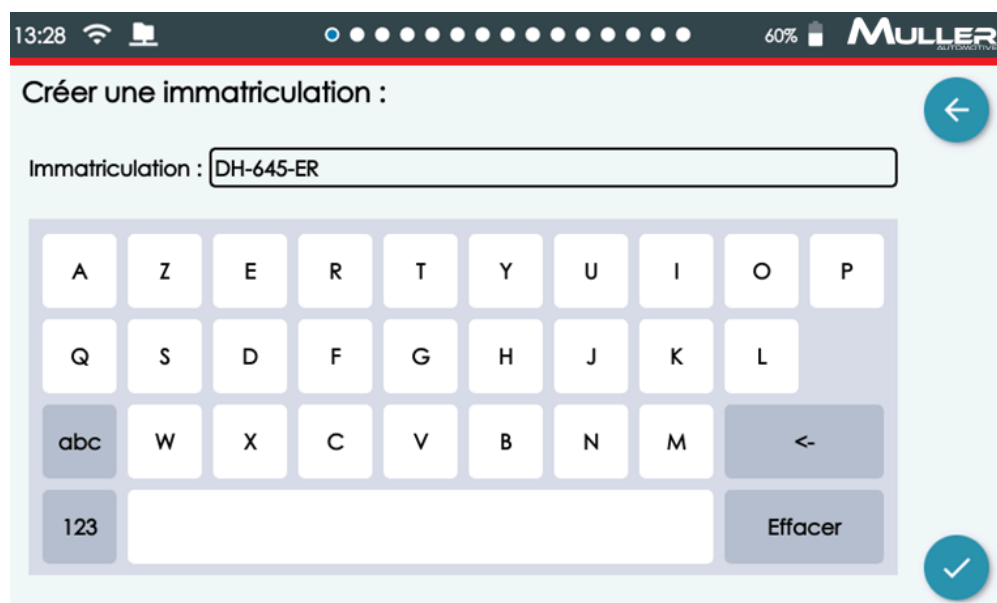 13:28 60% MULLER
AUTOMOTIVE
Créer une immatriculation :
Immatriculation : DH-645-ER
A Z E R T Y U I O P
Q S D F G H J K L
abc W X C V B N M <-
123 Effacer